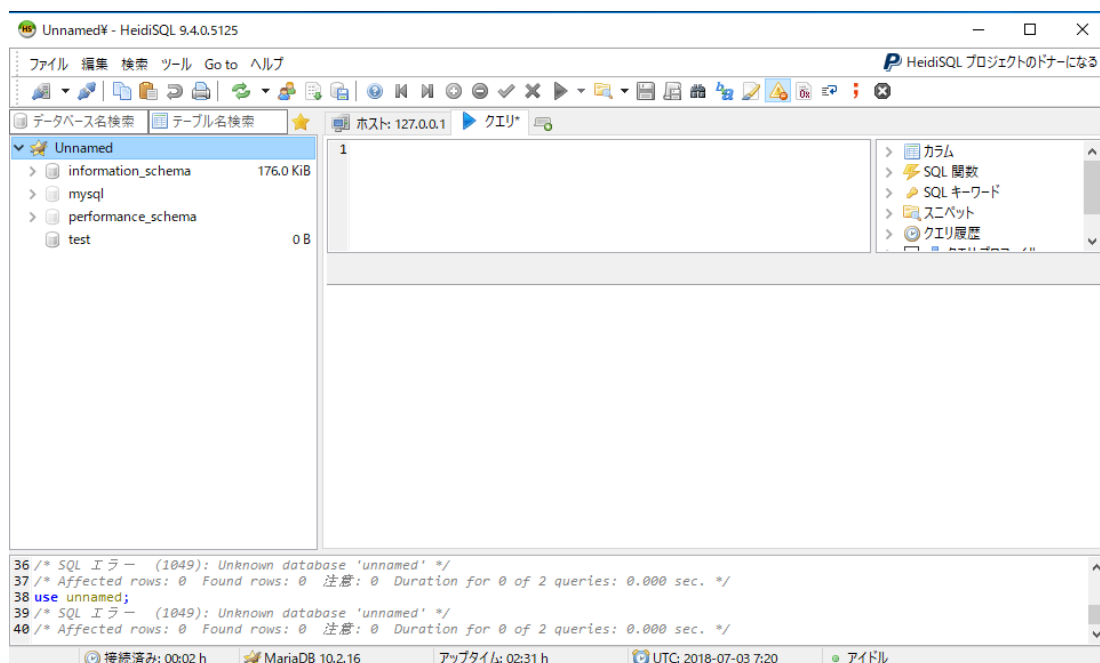 Unnamed¥ - HeidiSQL 9.4.0.5125
ファイル 編集 検索 ツール Go to ヘルプ
HeidiSQL プロジェクトのドナーになる
データベース名検索 テーブル名検索
ホスト: 127.0.0.1 クエリ*
Unnamed
information_schema 176.0 KiB
mysql
performance_schema
test 0 B
1
カラム
SQL 関数
SQL キーワード
スニペット
クエリ履歴
36 /* SQL エラー (1049): Unknown database 'unnamed' */
37 /* Affected rows: 0 Found rows: 0 注意: 0 Duration for 0 of 2 queries: 0.000 sec. */
38 use unnamed;
39 /* SQL エラー (1049): Unknown database 'unnamed' */
40 /* Affected rows: 0 Found rows: 0 注意: 0 Duration for 0 of 2 queries: 0.000 sec. */
接続済み: 00:02 h MariaDB 10.2.16 アップタイム: 02:31 h UTC: 2018-07-03 7:20 アイドル